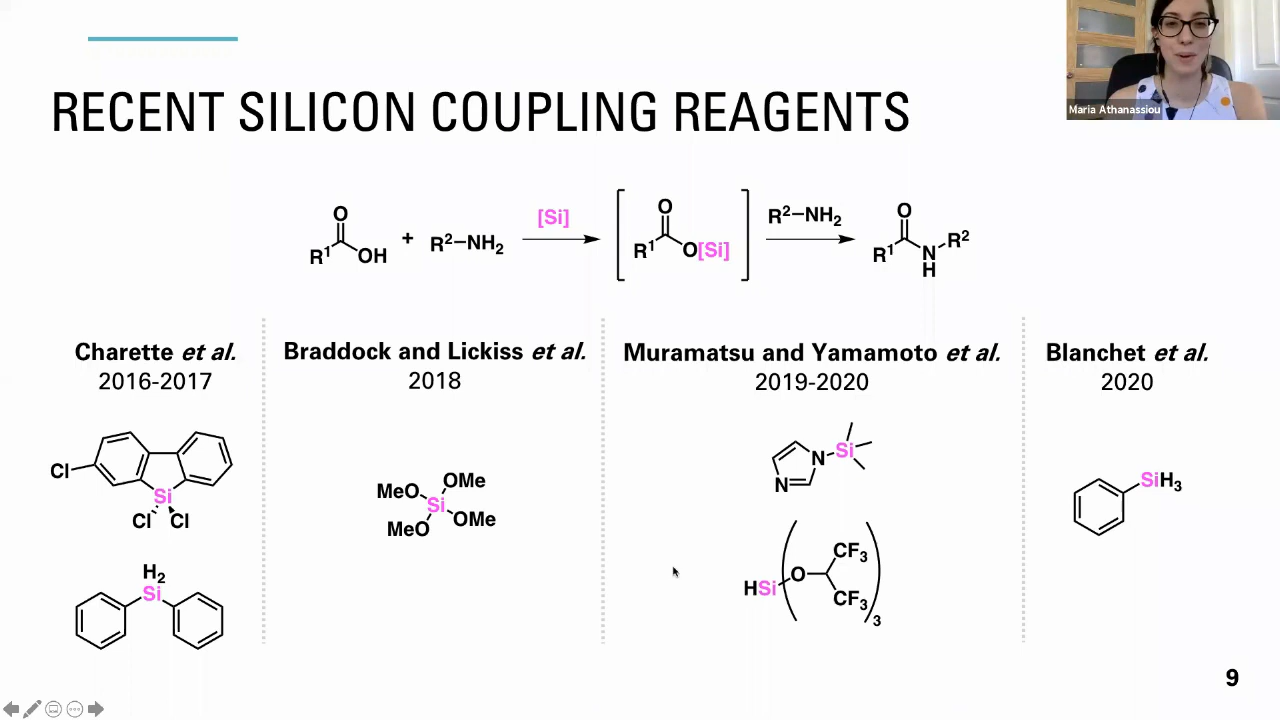 Maria Athanassiou
RECENT SILICON COUPLING REAGENTS
O
R¹ OH + R²–NH₂ [Si] O R¹ O[Si] R²–NH₂ O R¹ N H R²
Charette et al.
2016-2017
Cl Si Cl Cl
H₂
Si
Braddock and Lickiss et al.
2018
MeO OMe
Si
MeO OMe
Muramatsu and Yamamoto et al.
2019-2020
N N Si
HSi ( O CF₃ CF₃ )₃
Blanchet et al.
2020
SiH₃
9